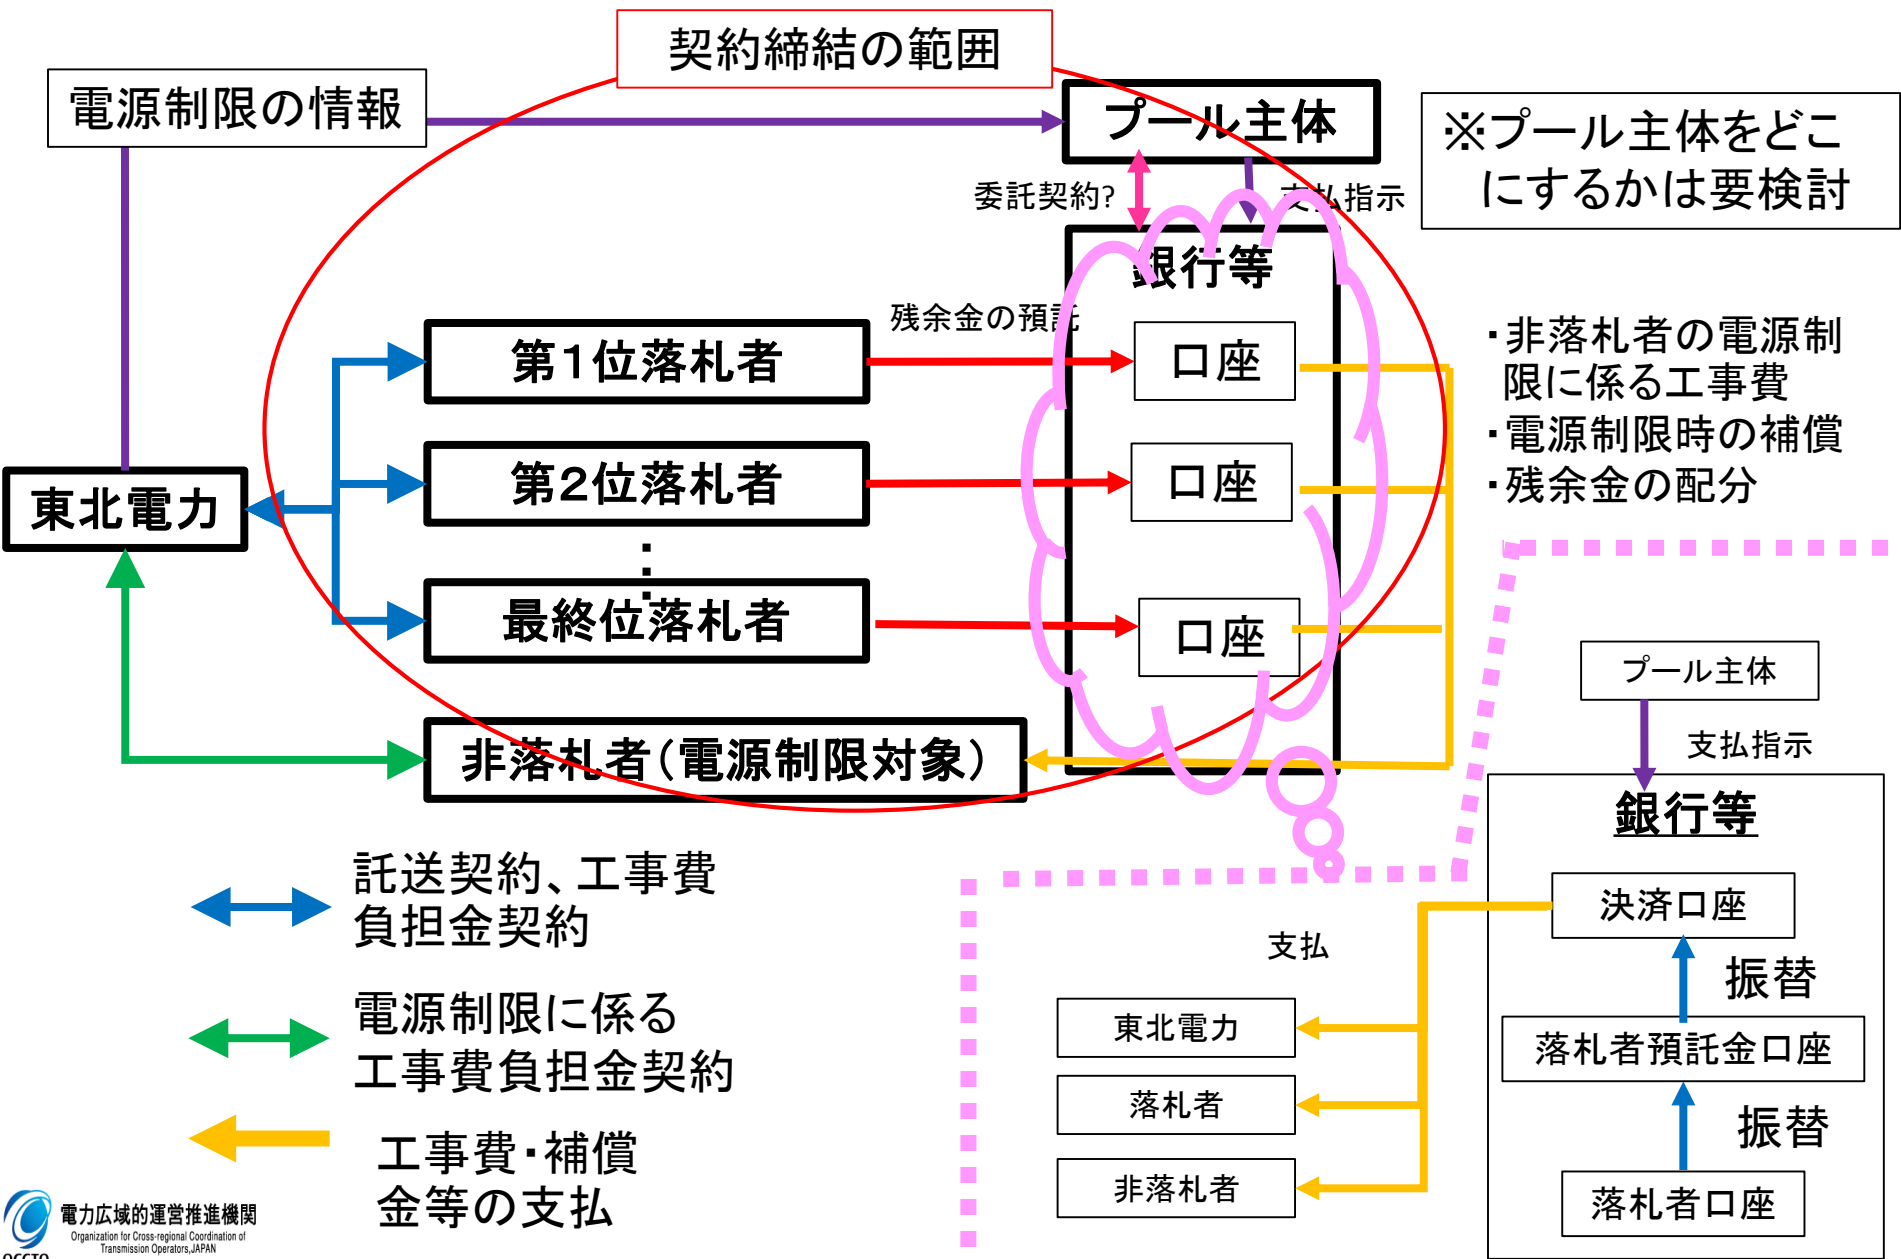 契約締結の範囲
電源制限の情報
プール主体
※プール主体をどこ
にするかは要検討
委託契約?
支払指示
銀行等
残余金の預託
第1位落札者
口座
・非落札者の電源制
限に係る工事費
・電源制限時の補償
・残余金の配分
第2位落札者
口座
東北電力
⋮
最終位落札者
口座
非落札者(電源制限対象)
プール主体
支払指示
銀行等
託送契約、工事費
負担金契約
決済口座
支払
振替
電源制限に係る
工事費負担金契約
東北電力
落札者預託金口座
落札者
振替
工事費・補償
金等の支払
非落札者
落札者口座
電力広域的運営推進機関
Organization for Cross-regional Coordination of
Transmission Operators,JAPAN
OCCTO